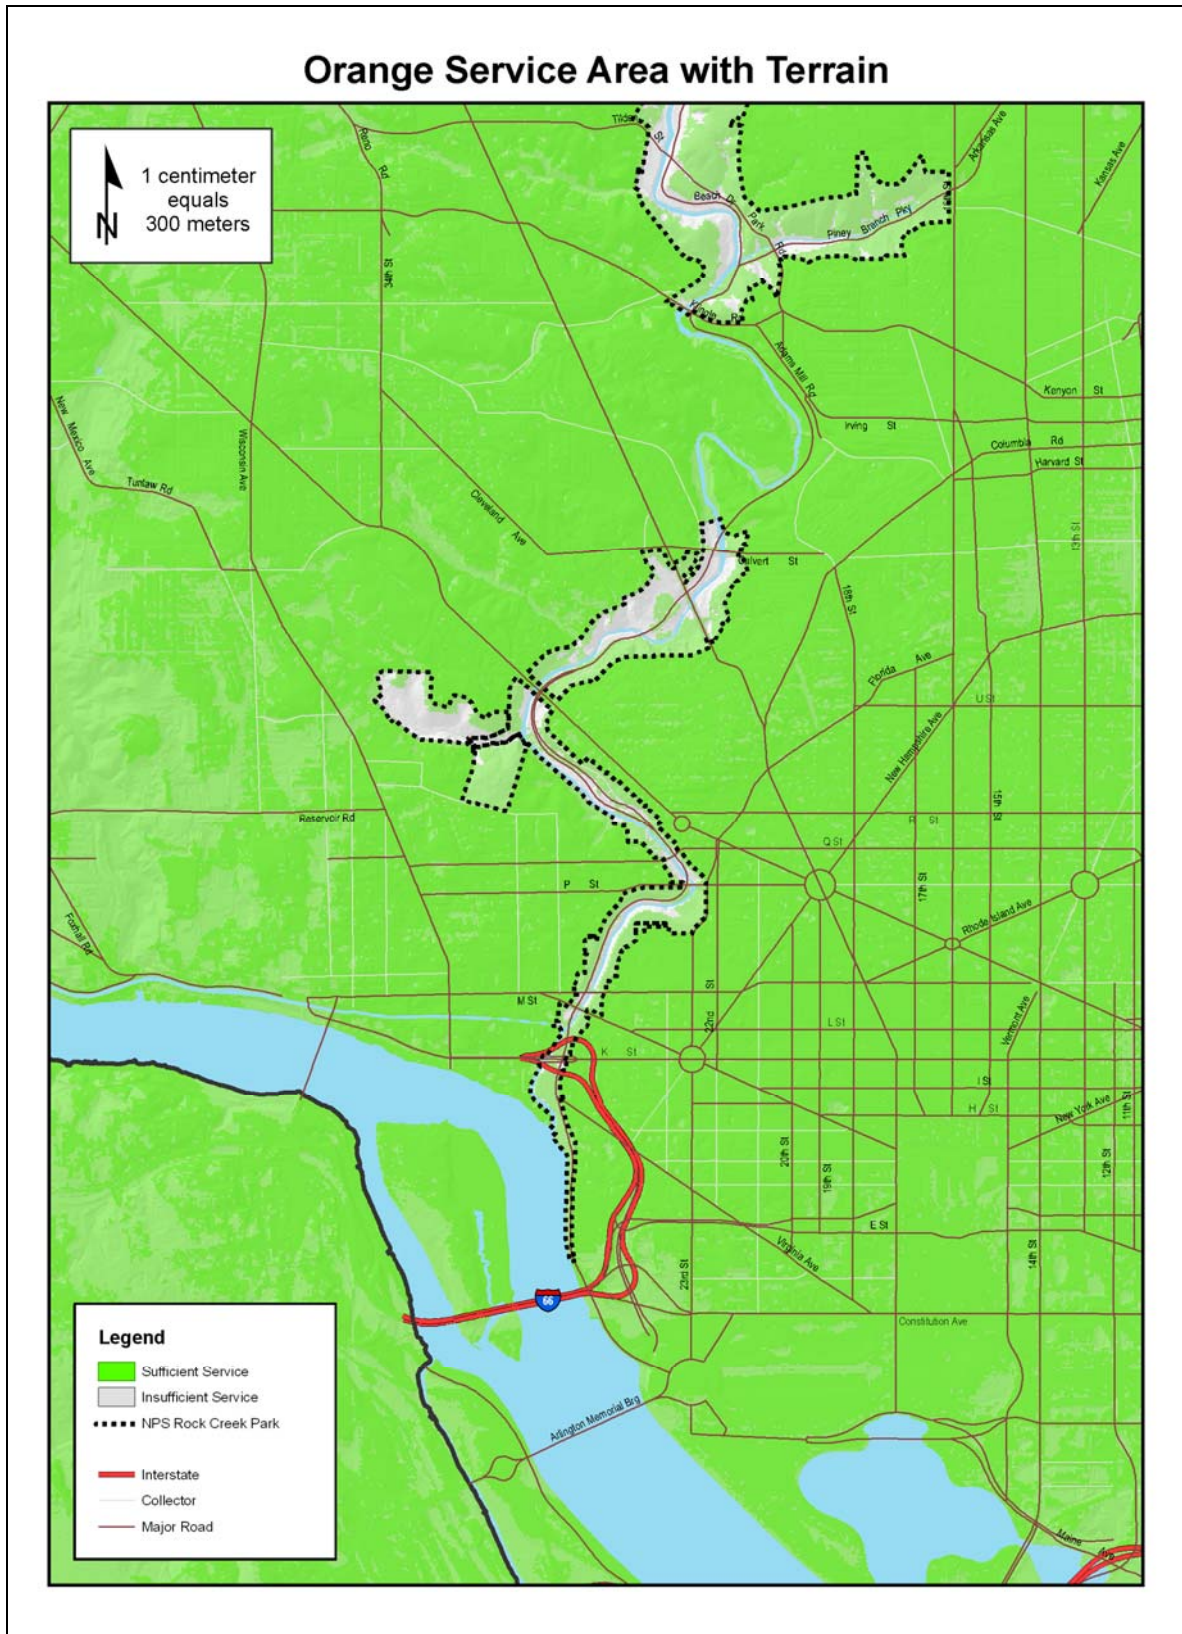 Orange Service Area with Terrain
1 centimeter
equals
300 meters
N
Reno Rd
Tilden St
Arkansas Ave
Kansas Ave
Beach Dr
Park Rd
Piney Branch Pky
34th St
Klingle Rd
Adams Mill Rd
Kenyon St
New Mexico Ave
Wisconsin Ave
Irving St
Columbia Rd
Harvard St
Tunlaw Rd
Cleveland Ave
13th St
Calvert St
18th St
Florida Ave
U St
New Hampshire Ave
15th St
Reservoir Rd
R St
Q St
P St
17th St
Rhode Island Ave
Foxhall Rd
M St
22nd St
L St
Vermont Ave
K St
I St
H St
New York Ave
11th St
20th St
19th St
12th St
E St
Virginia Ave
14th St
23rd St
66
Constitution Ave
Arlington Memorial Brg
Maine Ave
Legend
Sufficient Service
Insufficient Service
NPS Rock Creek Park
Interstate
Collector
Major Road